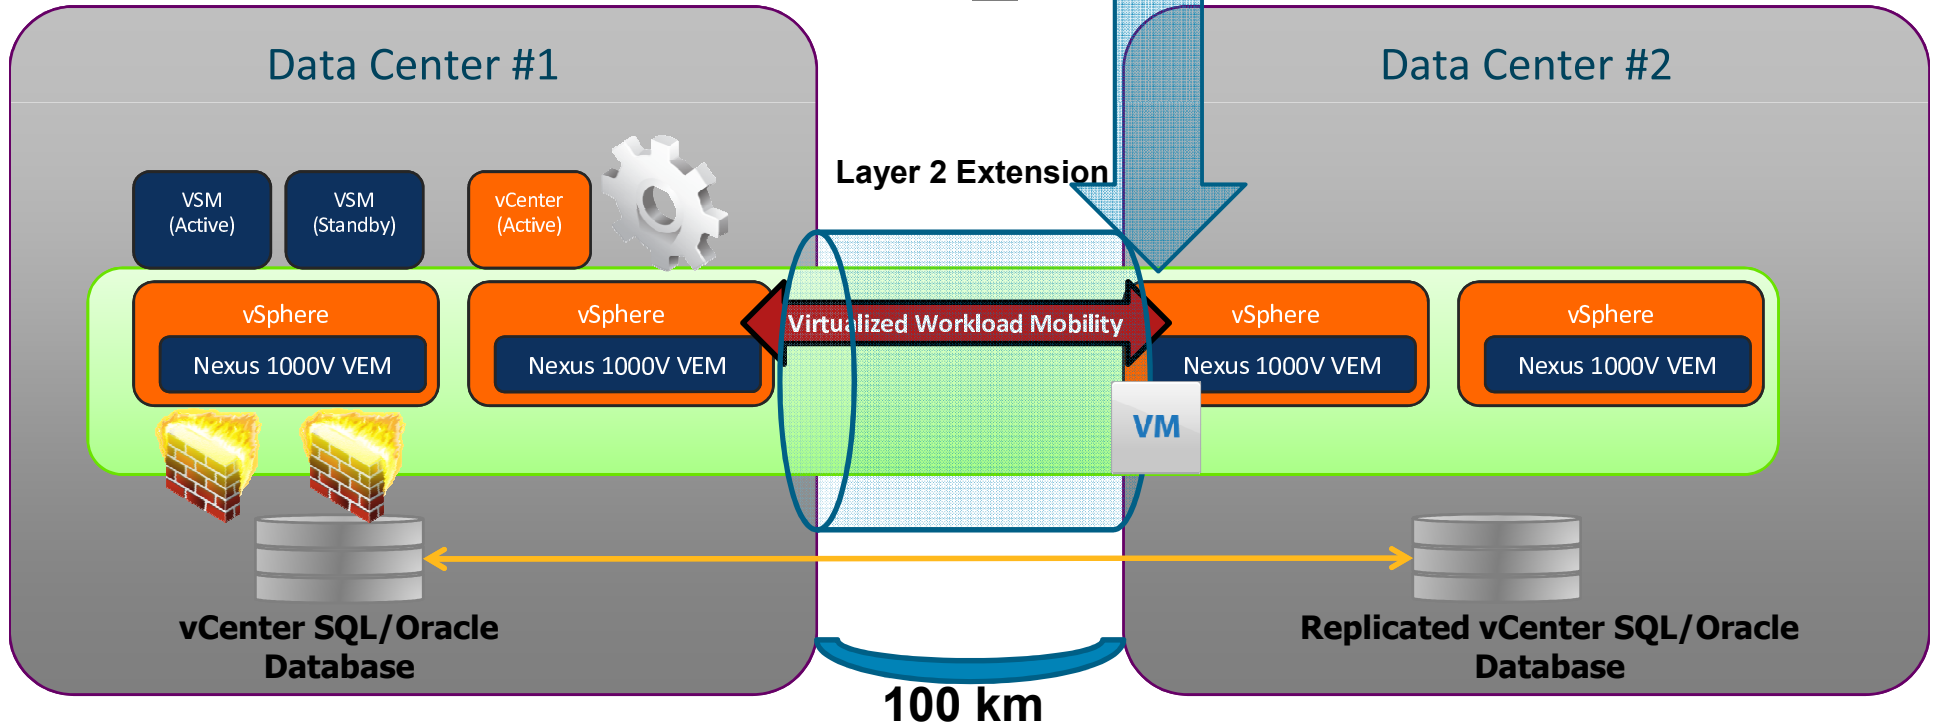 Data Center #1
Data Center #2
Layer 2 Extension
VSM
(Active)
VSM
(Standby)
vCenter
(Active)
vSphere
Nexus 1000V VEM
vSphere
Nexus 1000V VEM
Virtualized Workload Mobility
vSphere
Nexus 1000V VEM
vSphere
Nexus 1000V VEM
VM
vCenter SQL/Oracle
Database
Replicated vCenter SQL/Oracle
Database
100 km